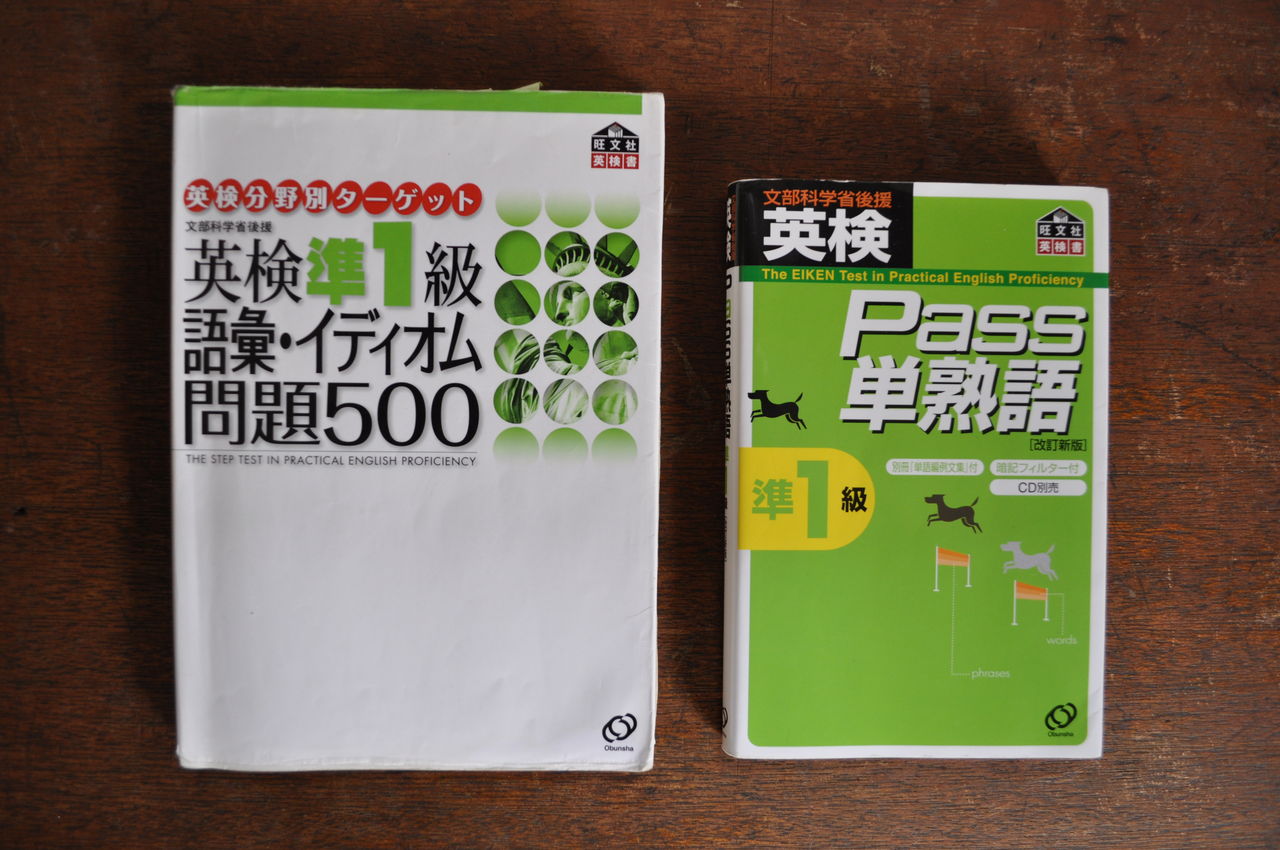 旺文社
英検書
英検分野別ターゲット
文部科学省後援
英検準1級
語彙・イディオム
問題500
THE STEP TEST IN PRACTICAL ENGLISH PROFICIENCY
Obunsha
文部科学省後援
英検
旺文社
英検書
The EIKEN Test in Practical English Proficiency
Pass
単熟語
[改訂新版]
別冊「単語編例文集」付
暗記フィルター付
CD別売
準1級
words
phrases
Obunsha